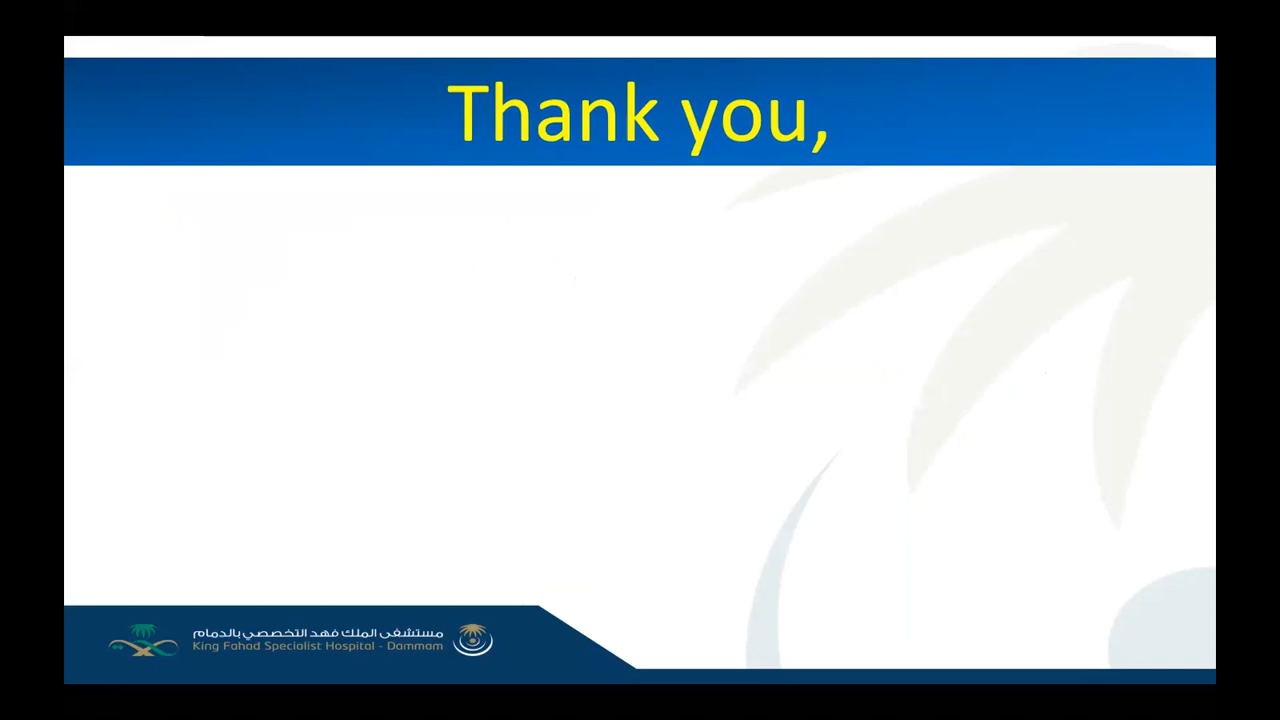 Thank you,
مستشفى الملك فهد التخصصي بالدمام
King Fahad Specialist Hospital - Dammam